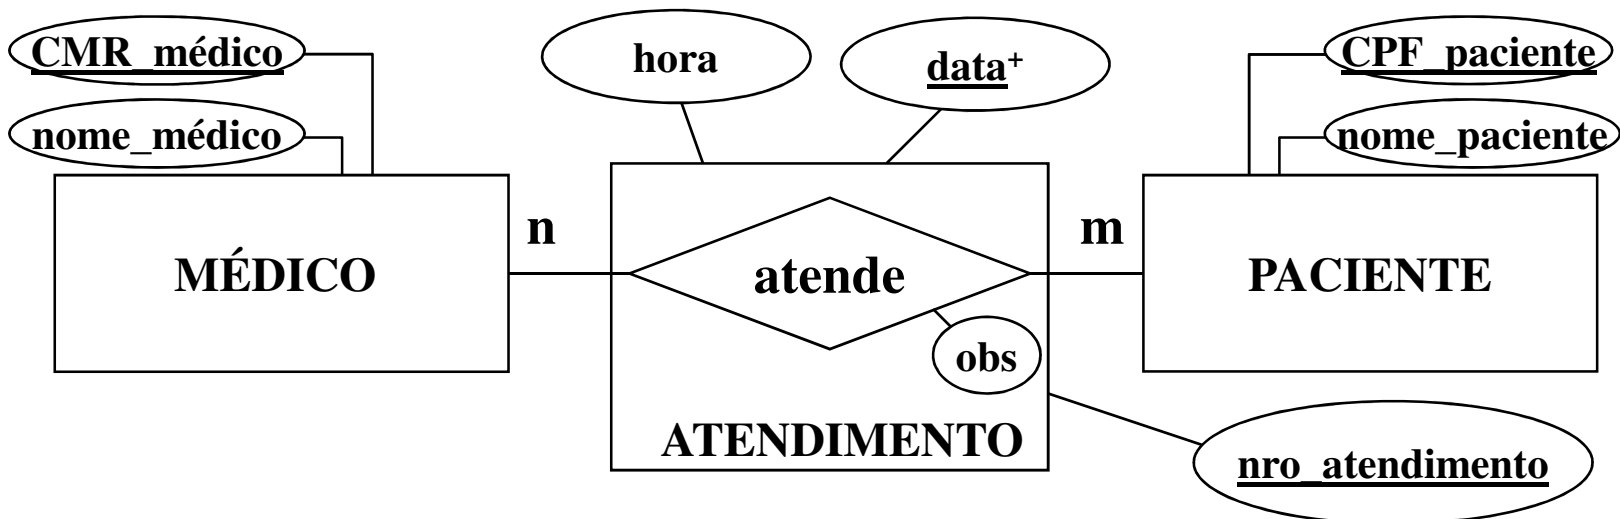 CMR_médico
hora
data+
CPF_paciente
nome_médico
nome_paciente
n
m
MÉDICO
atende
PACIENTE
obs
ATENDIMENTO
nro_atendimento